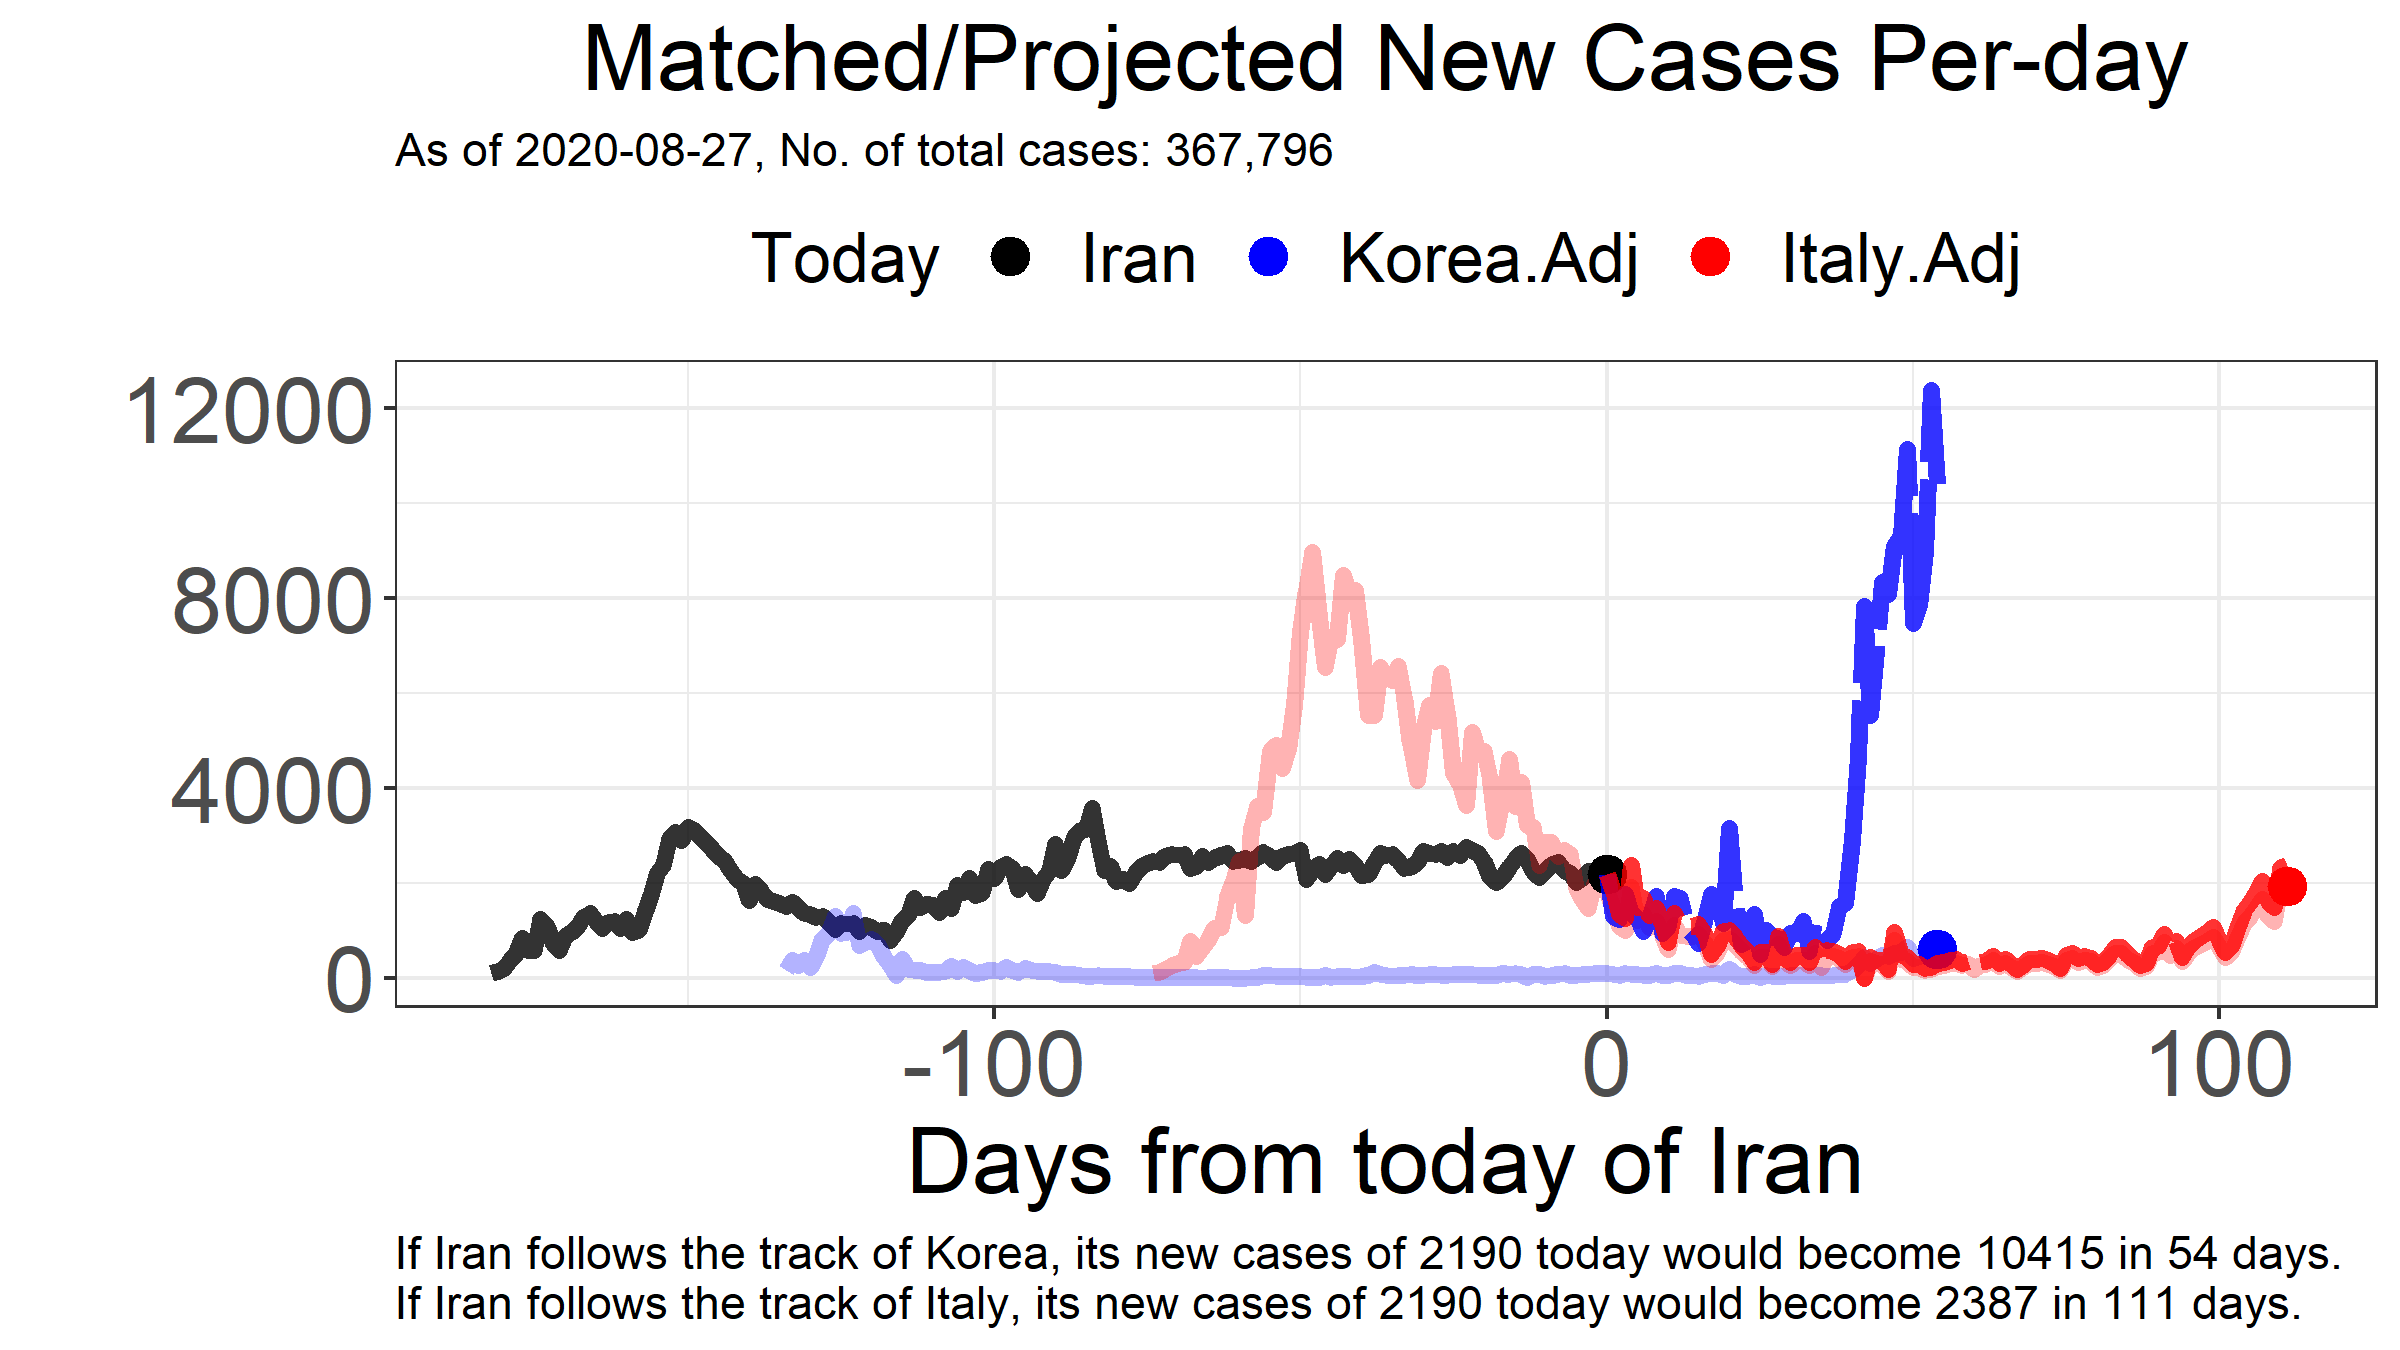 Matched/Projected New Cases Per-day
As of 2020-08-27, No. of total cases: 367,796
Today Iran Korea.Adj Italy.Adj
12000
8000
4000
0
-100 0 100
Days from today of Iran
If Iran follows the track of Korea, its new cases of 2190 today would become 10415 in 54 days.
If Iran follows the track of Italy, its new cases of 2190 today would become 2387 in 111 days.